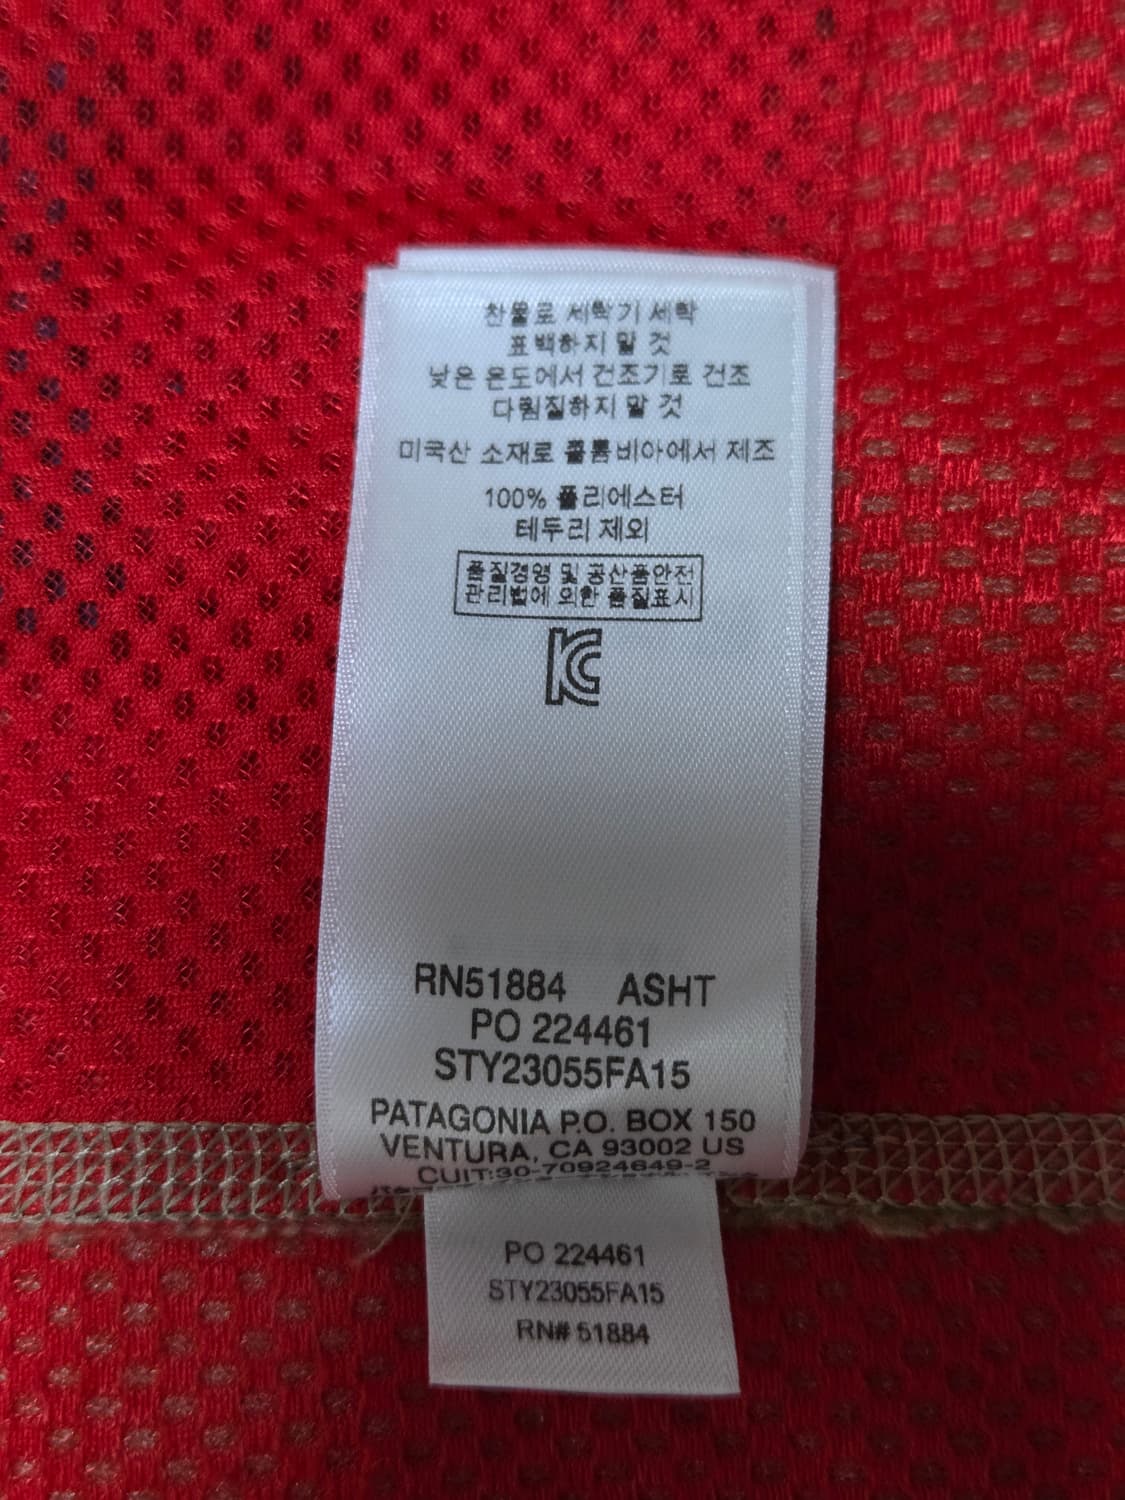 찬물로 세탁기 세탁
표백하지 말 것
낮은 온도에서 건조기로 건조
다림질하지 말 것
미국산 소재로 콜롬비아에서 제조
100% 폴리에스터
테두리 제외
품질경영 및 공산품안전
관리법에 의한 품질표시
KC
RN51884 ASHT
PO 224461
STY23055FA15
PATAGONIA P.O. BOX 150
VENTURA, CA 93002 US
CUIT:30-70924649-2
PO 224461
STY23055FA15
RN# 51884